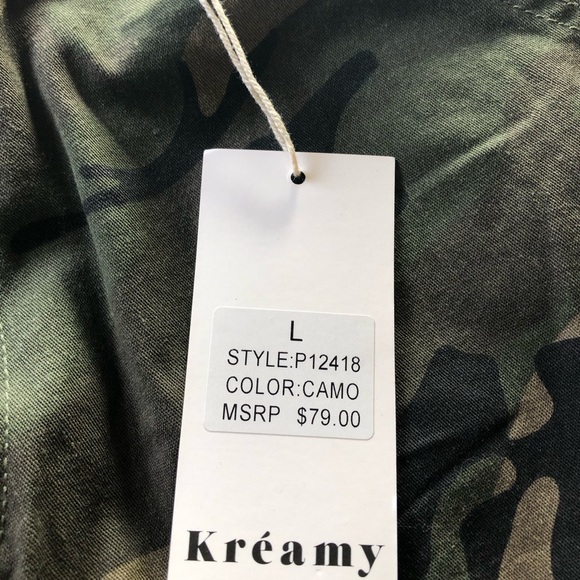 L
STYLE:P12418
COLOR:CAMO
MSRP $79.00
Kréamy